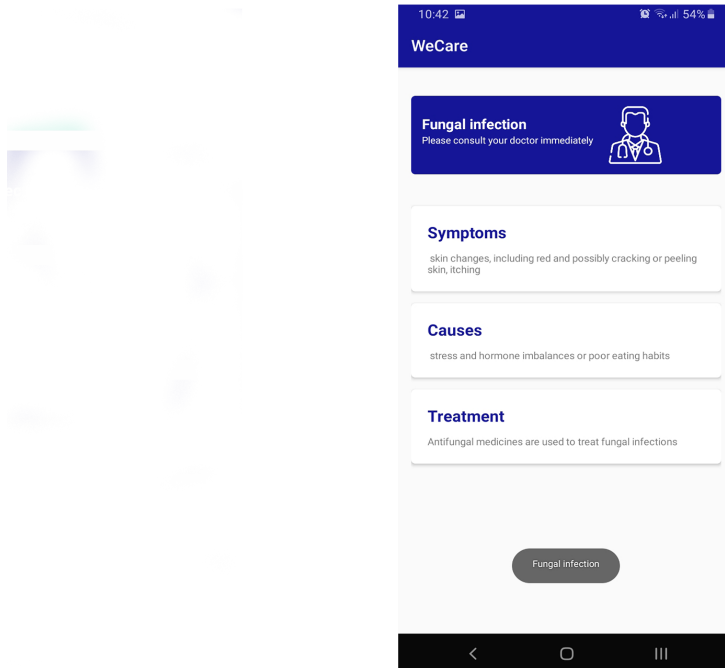 10:42
54%
WeCare
Fungal infection
Please consult your doctor immediately
Symptoms
skin changes, including red and possibly cracking or peeling
skin, itching
Causes
stress and hormone imbalances or poor eating habits
Treatment
Antifungal medicines are used to treat fungal infections
Fungal infection